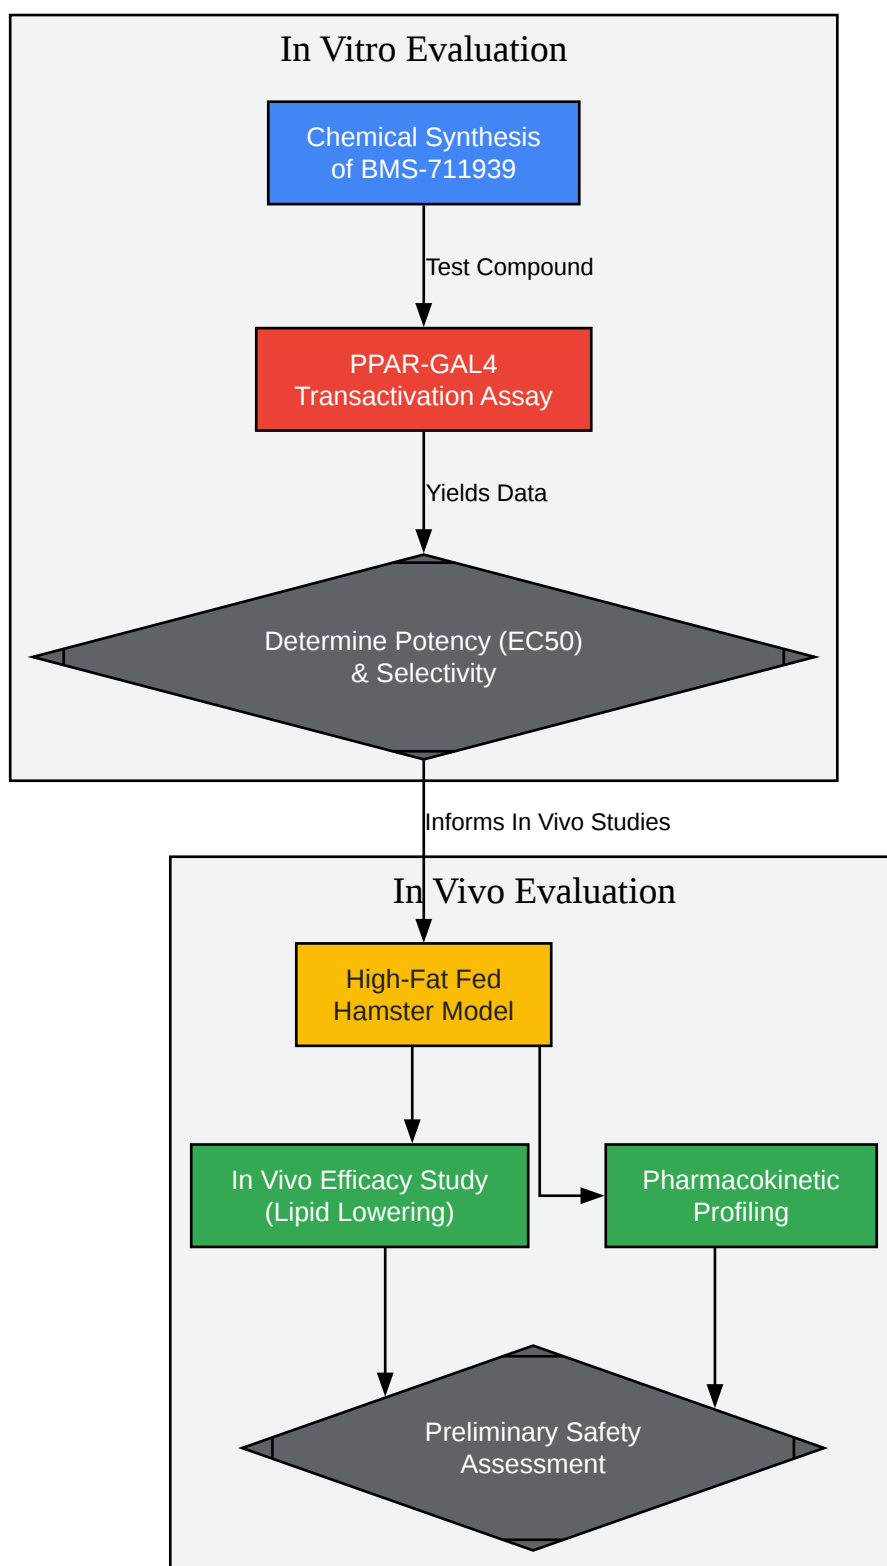 In Vitro Evaluation
Chemical Synthesis
of BMS-711939
Test Compound
PPAR-GAL4
Transactivation Assay
Yields Data
Determine Potency (EC50)
& Selectivity
Informs In Vivo Studies
In Vivo Evaluation
High-Fat Fed
Hamster Model
In Vivo Efficacy Study
(Lipid Lowering)
Pharmacokinetic
Profiling
Preliminary Safety
Assessment